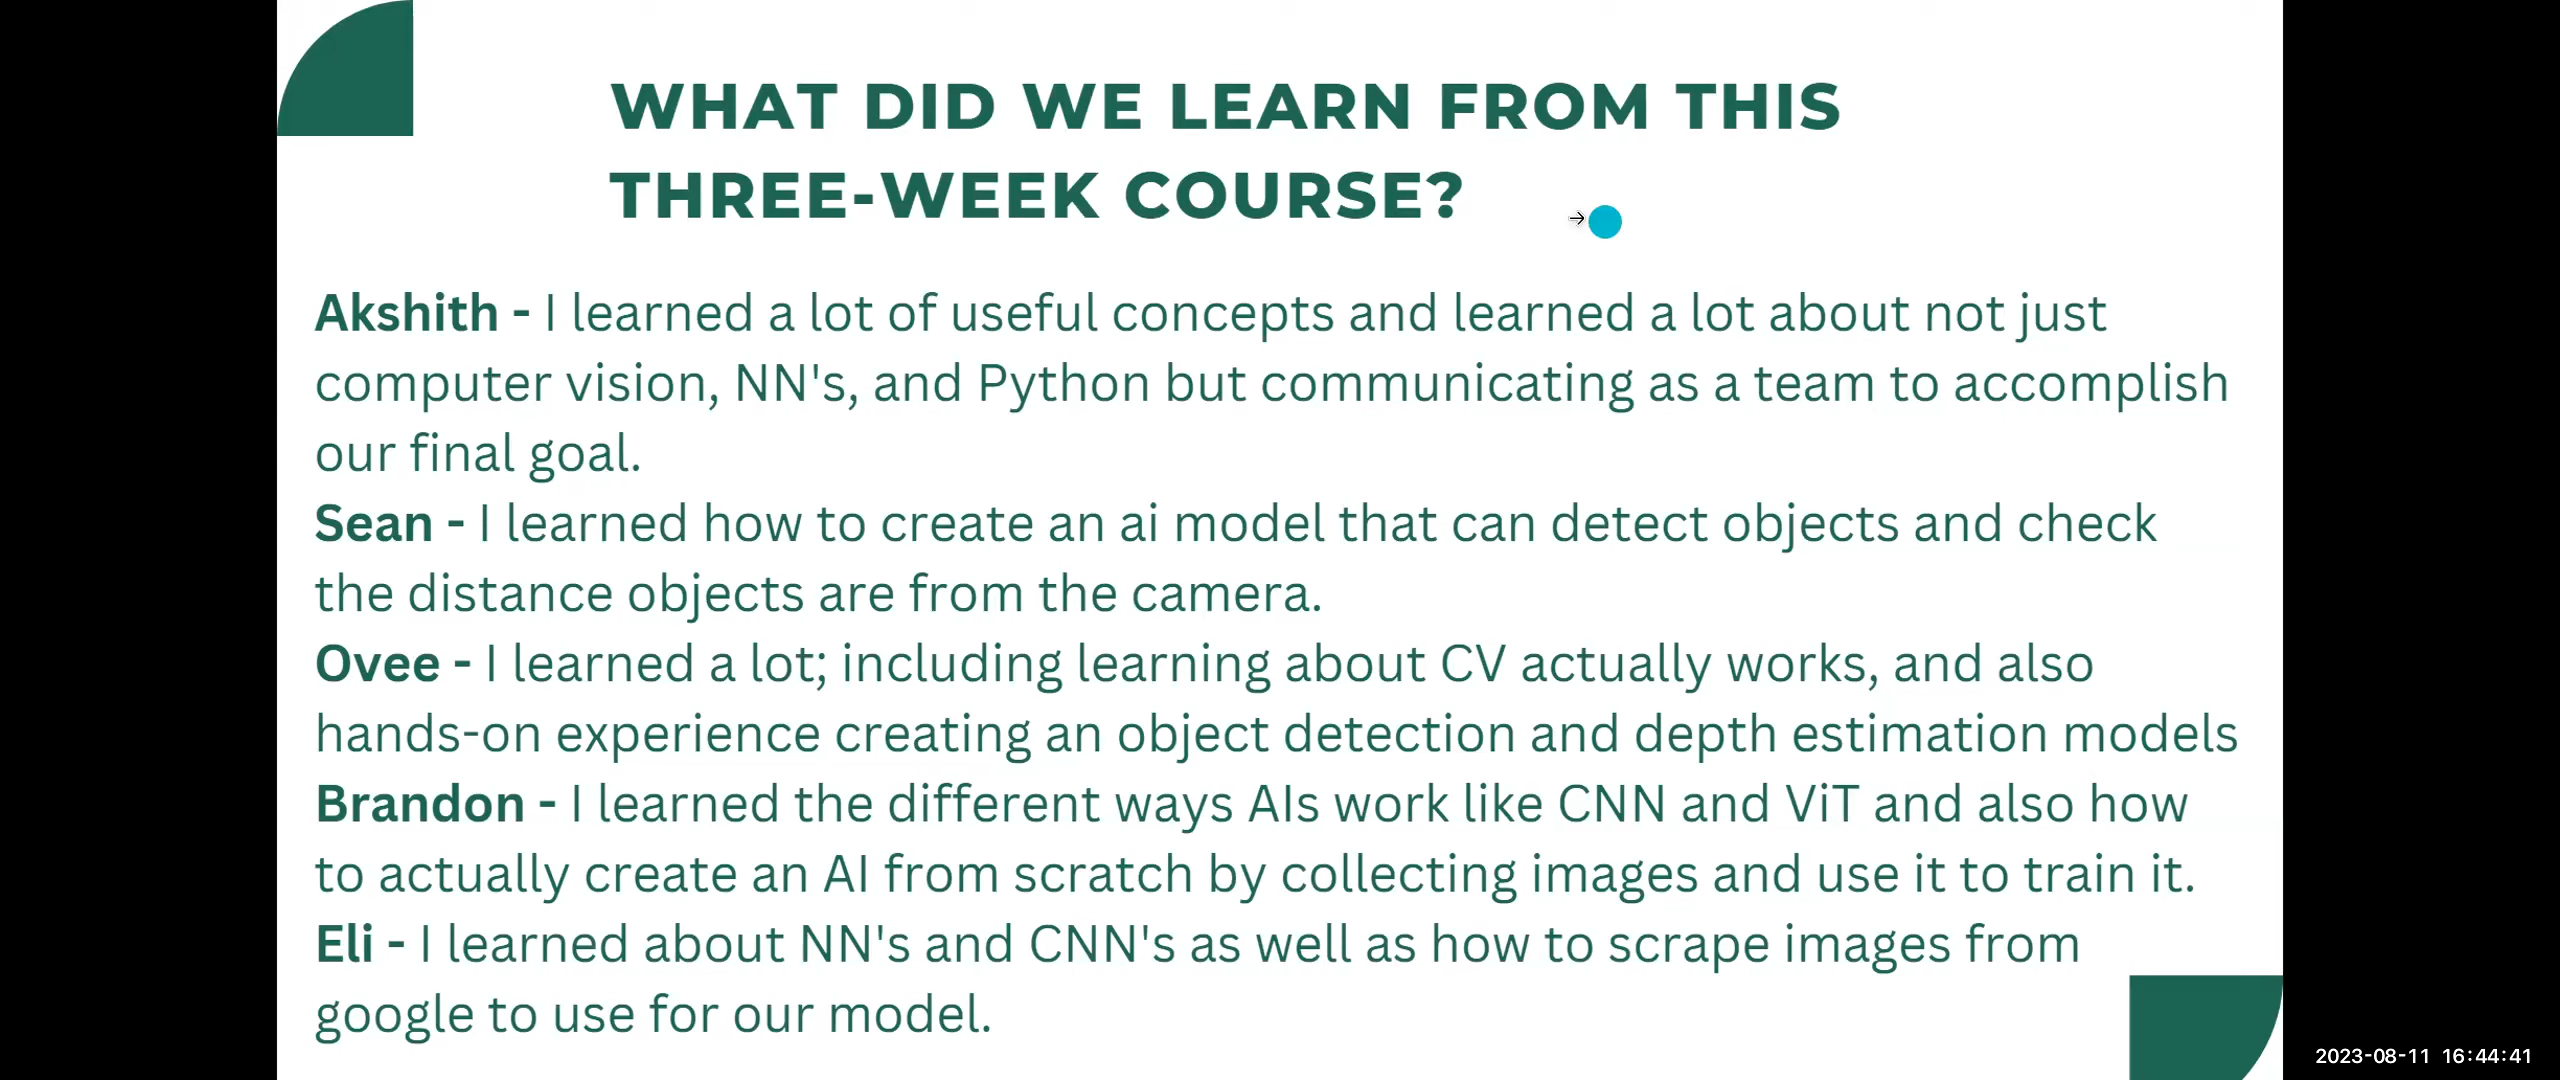 WHAT DID WE LEARN FROM THIS
THREE-WEEK COURSE?
Akshith - I learned a lot of useful concepts and learned a lot about not just
computer vision, NN's, and Python but communicating as a team to accomplish
our final goal.
Sean - I learned how to create an ai model that can detect objects and check
the distance objects are from the camera.
Ovee - I learned a lot; including learning about CV actually works, and also
hands-on experience creating an object detection and depth estimation models
Brandon - I learned the different ways AIs work like CNN and ViT and also how
to actually create an AI from scratch by collecting images and use it to train it.
Eli - I learned about NN's and CNN's as well as how to scrape images from
google to use for our model.
2023-08-11 16:44:41